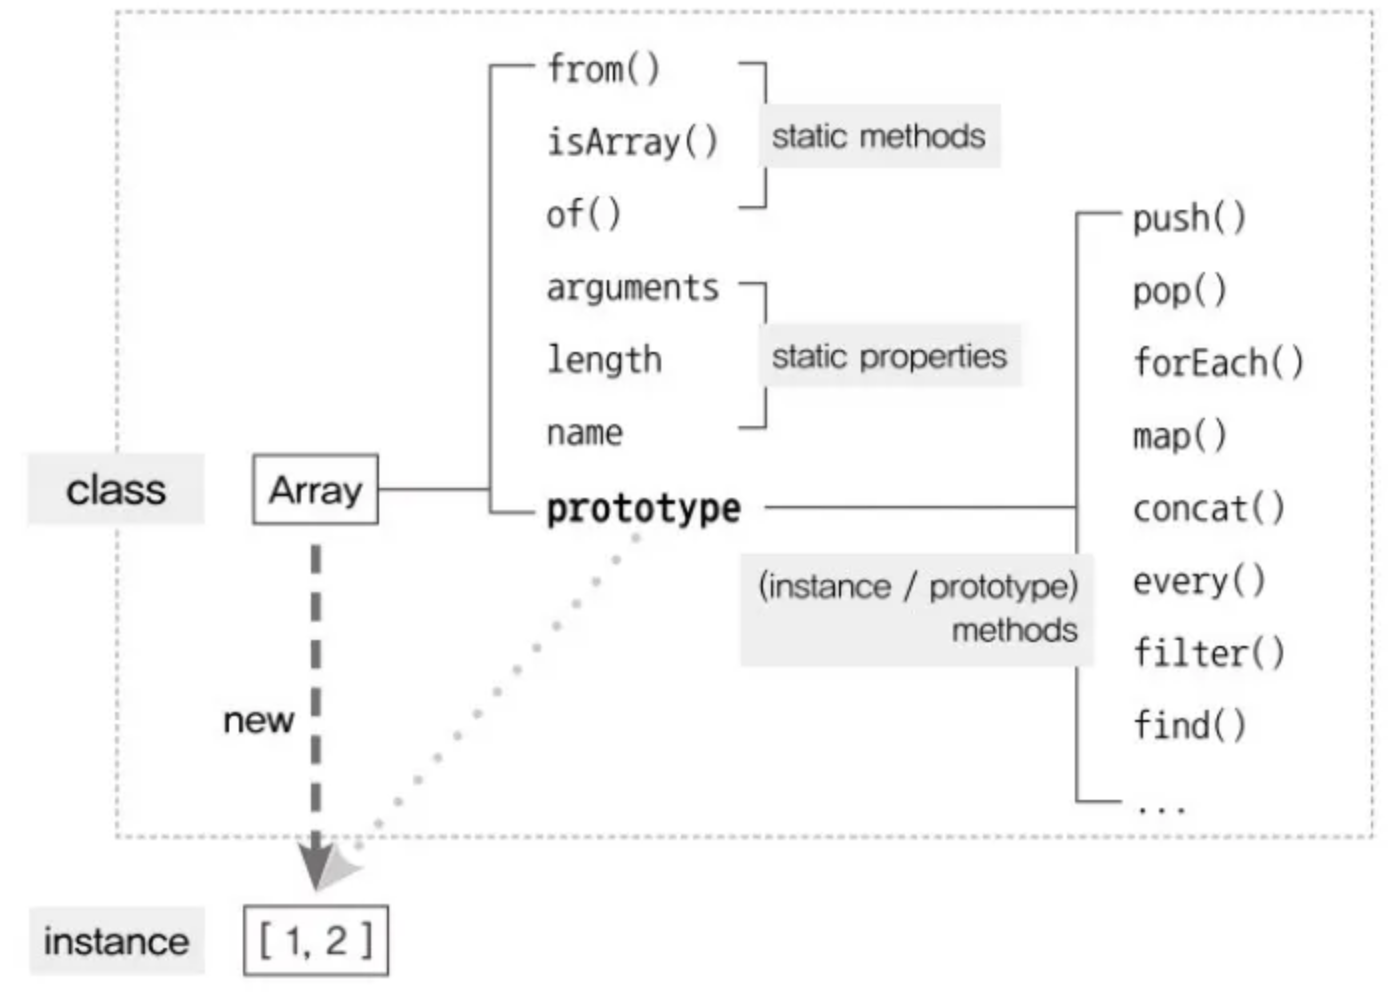 from()
isArray()
of()
static methods
arguments
length
name
static properties
class
Array
prototype
(instance / prototype)
methods
push()
pop()
forEach()
map()
concat()
every()
filter()
find()
...
new
instance
[ 1, 2 ]